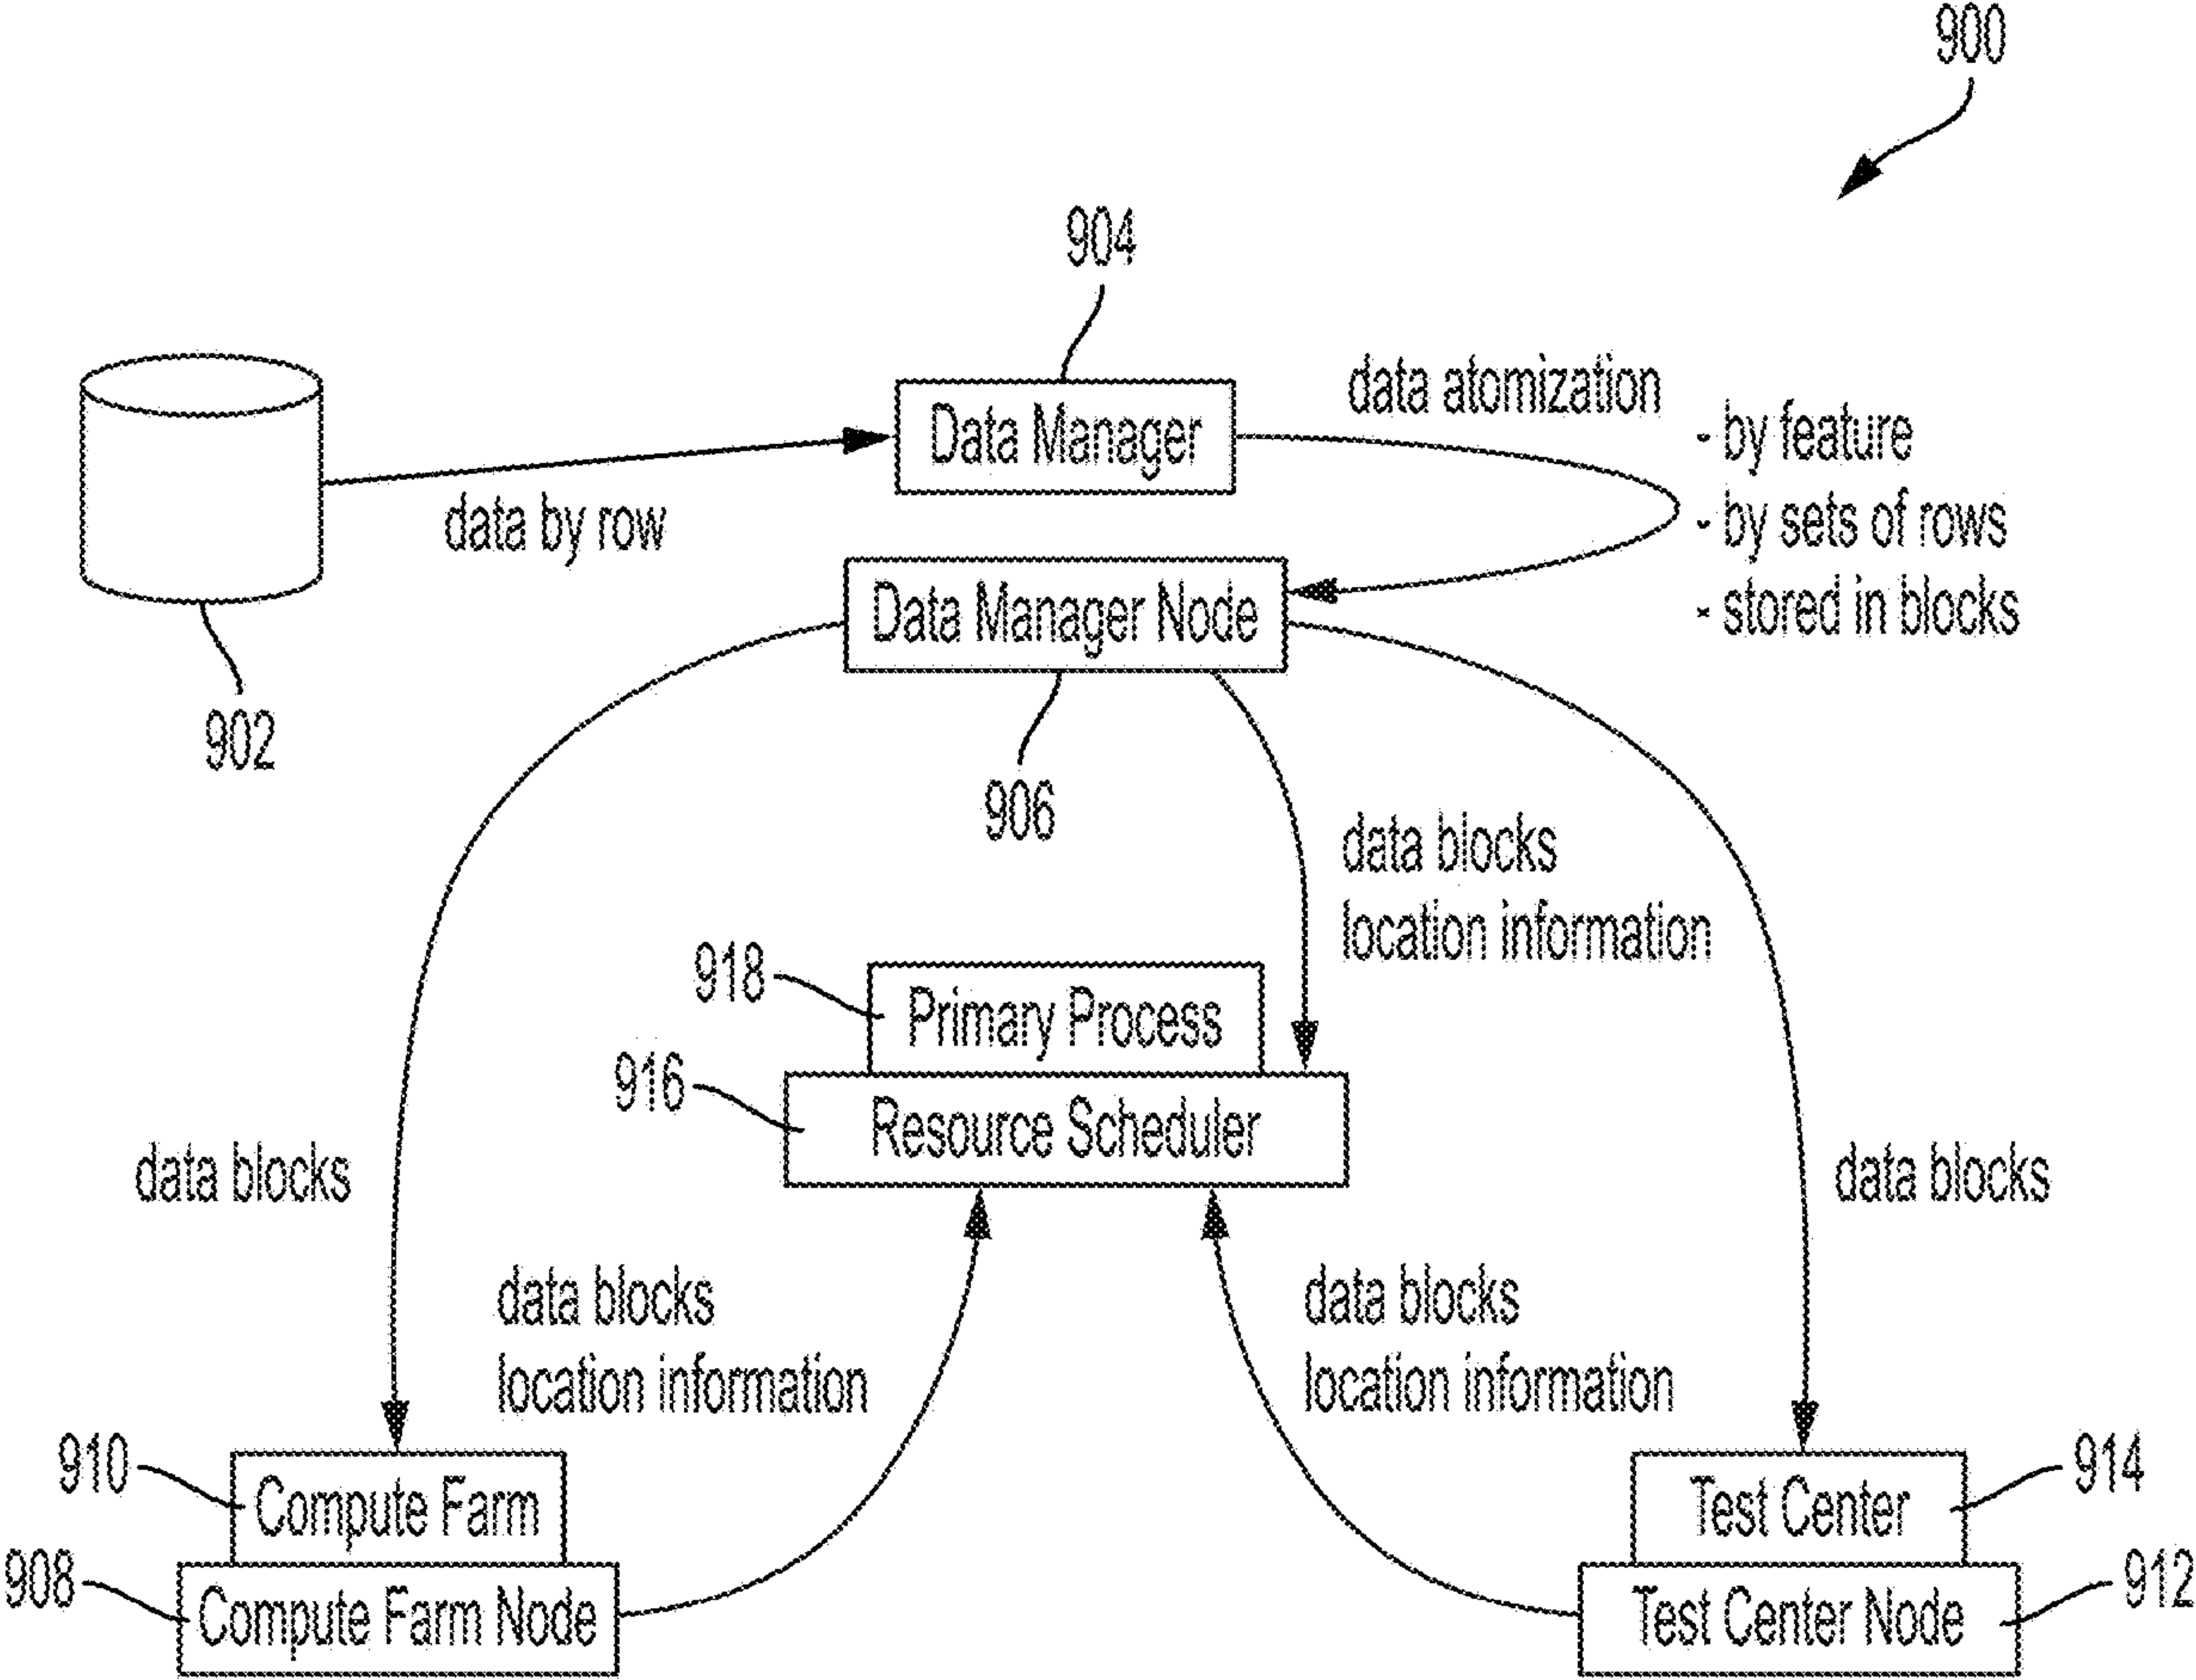 900
904
Data Manager
data atomization
- by feature
- by sets of rows
- stored in blocks
data by row
Data Manager Node
902
906
data blocks
location information
918
Primary Process
916
Resource Scheduler
data blocks
data blocks
data blocks
location information
data blocks
location information
910
Compute Farm
908
Compute Farm Node
914
Test Center
912
Test Center Node